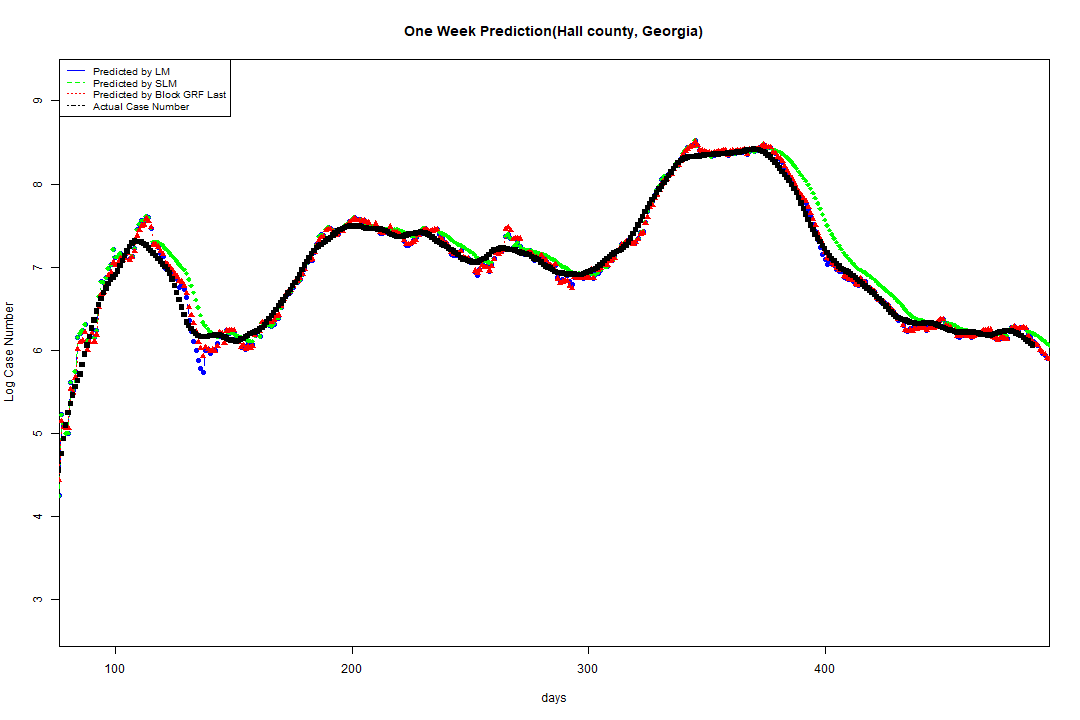 One Week Prediction(Hall county, Georgia)
Predicted by LM
Predicted by SLM
Predicted by Block GRF Last
Actual Case Number
9
8
7
6
5
4
3
Log Case Number
100
200
300
400
days